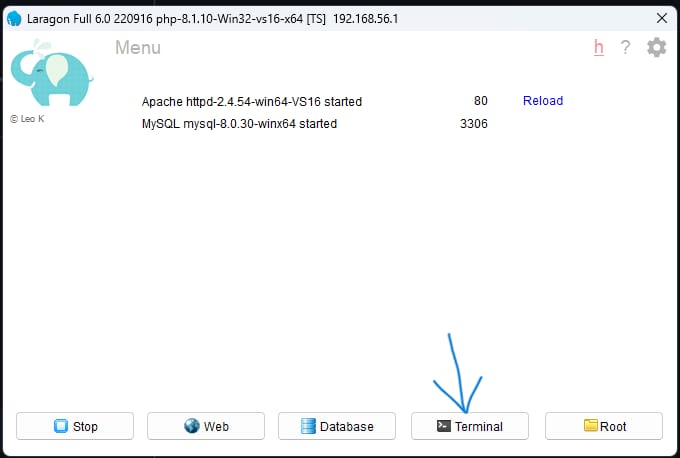 Laragon Full 6.0 220916 php-8.1.10-Win32-vs16-x64 [TS] 192.168.56.1
Menu
h ?
© Leo K
Apache httpd-2.4.54-win64-VS16 started 80 Reload
MySQL mysql-8.0.30-winx64 started 3306
Stop Web Database Terminal Root